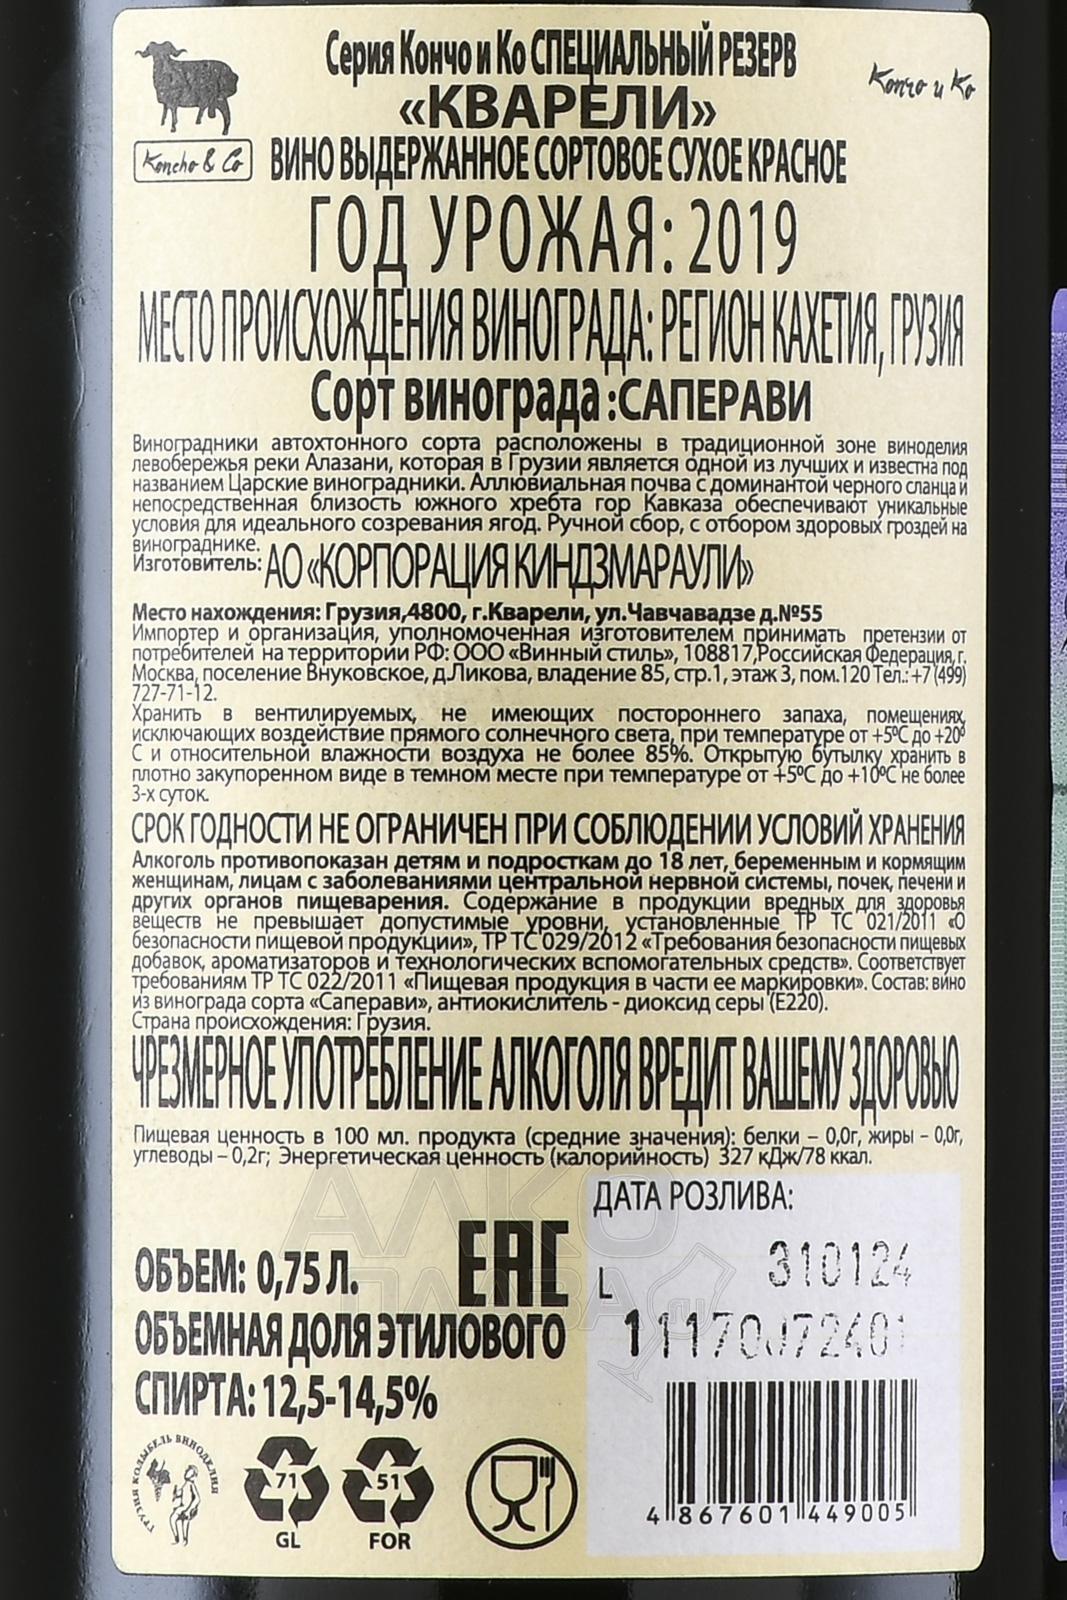 Серия Кончо и Ко СПЕЦИАЛЬНЫЙ РЕЗЕРВ
Кончо и Ко
«КВАРЕЛИ»
Koncho & Co
ВИНО ВЫДЕРЖАННОЕ СОРТОВОЕ СУХОЕ КРАСНОЕ
ГОД УРОЖАЯ: 2019
МЕСТО ПРОИСХОЖДЕНИЯ ВИНОГРАДА: РЕГИОН КАХЕТИЯ, ГРУЗИЯ
Сорт винограда :САПЕРАВИ
Виноградники автохтонного сорта расположены в традиционной зоне виноделия
левобережья реки Алазани, которая в Грузии является одной из лучших и известна под
названием Царские виноградники. Аллювиальная почва с доминантой черного сланца и
непосредственная близость южного хребта гор Кавказа обеспечивают уникальные
условия для идеального созревания ягод. Ручной сбор, с отбором здоровых гроздей на
винограднике.
Изготовитель: АО «КОРПОРАЦИЯ КИНДЗМАРАУЛИ»
Место нахождения: Грузия,4800, г.Кварели, ул.Чавчавадзе д.№55
Импортер и организация, уполномоченная изготовителем принимать претензии от
потребителей на территории РФ: ООО «Винный стиль», 108817,Российская Федерация, г.
Москва, поселение Внуковское, д.Ликова, владение 85, стр.1, этаж 3, пом.120 Тел.: +7 (499)
727-71-12.
Хранить в вентилируемых, не имеющих постороннего запаха, помещениях,
исключающих воздействие прямого солнечного света, при температуре от +5ºС до +20º
С и относительной влажности воздуха не более 85%. Открытую бутылку хранить в
плотно закупоренном виде в темном месте при температуре от +5ºС до +10ºС не более
3-х суток.
СРОК ГОДНОСТИ НЕ ОГРАНИЧЕН ПРИ СОБЛЮДЕНИИ УСЛОВИЙ ХРАНЕНИЯ
Алкоголь противопоказан детям и подросткам до 18 лет, беременным и кормящим
женщинам, лицам с заболеваниями центральной нервной системы, почек, печени и
других органов пищеварения. Содержание в продукции вредных для здоровья
веществ не превышает допустимые уровни, установленные ТР ТС 021/2011 «О
безопасности пищевой продукции», ТР ТС 029/2012 «Требования безопасности пищевых
добавок, ароматизаторов и технологических вспомогательных средств». Соответствует
требованиям ТР ТС 022/2011 «Пищевая продукция в части ее маркировки». Состав: вино
из винограда сорта «Саперави», антиокислитель - диоксид серы (Е220).
Страна происхождения: Грузия.
ЧРЕЗМЕРНОЕ УПОТРЕБЛЕНИЕ АЛКОГОЛЯ ВРЕДИТ ВАШЕМУ ЗДОРОВЬЮ
Пищевая ценность в 100 мл. продукта (средние значения): белки – 0,0г, жиры – 0,0г,
углеводы – 0,2г; Энергетическая ценность (калорийность) 327 кДж/78 ккал.
ДАТА РОЗЛИВА:
ОБЪЕМ: 0,75 Л.
EAC
L 310124
ОБЪЕМНАЯ ДОЛЯ ЭТИЛОВОГО
СПИРТА: 12,5-14,5%
ГРУЗИЯ КОЛЫБЕЛЬ ВИНОДЕЛИЯ
71
GL
51
FOR
4 867601 449005
АЛКО
ПЛАЗА
ru